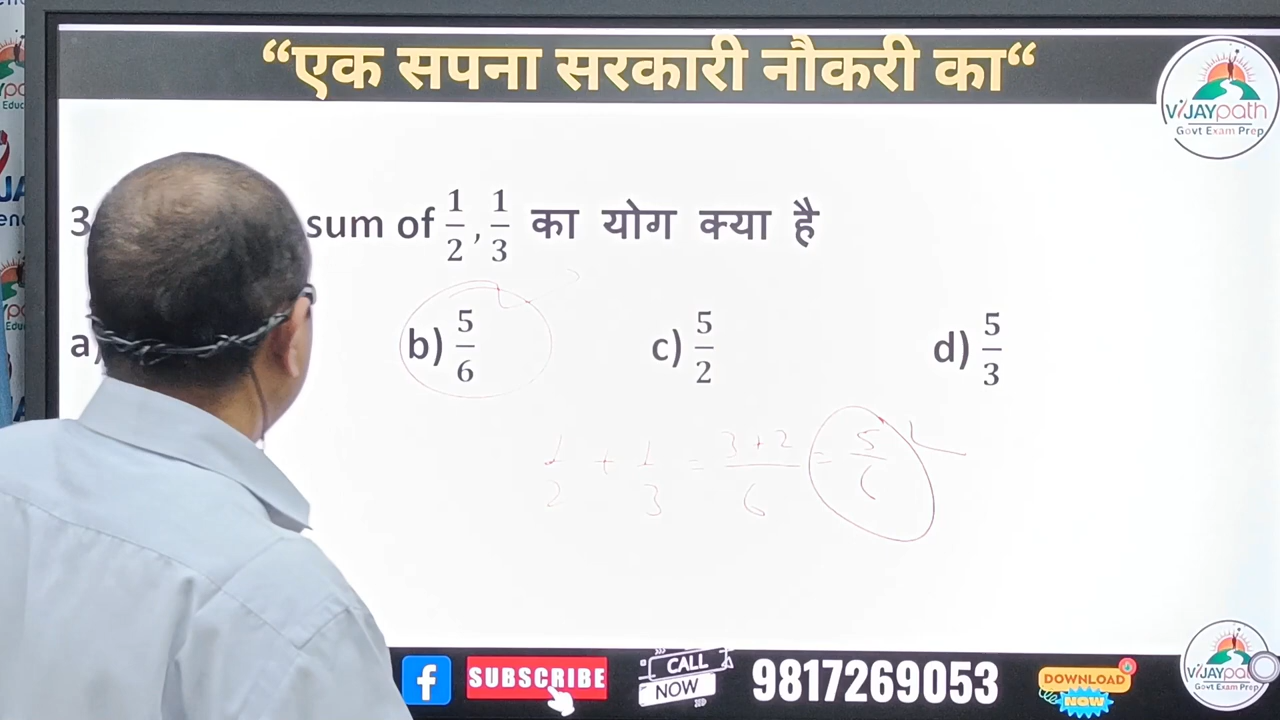 “एक सपना सरकारी नौकरी का“
VIJAYpath
Govt Exam Prep
3
sum of 1/2, 1/3 का योग क्या है
a)
b) 5/6
c) 5/2
d) 5/3
1/2 + 1/3 = 3+2/6 = 5/6
f
SUBSCRIBE
CALL
NOW
9817269053
DOWNLOAD
NOW
VIJAYpath
Govt Exam Prep